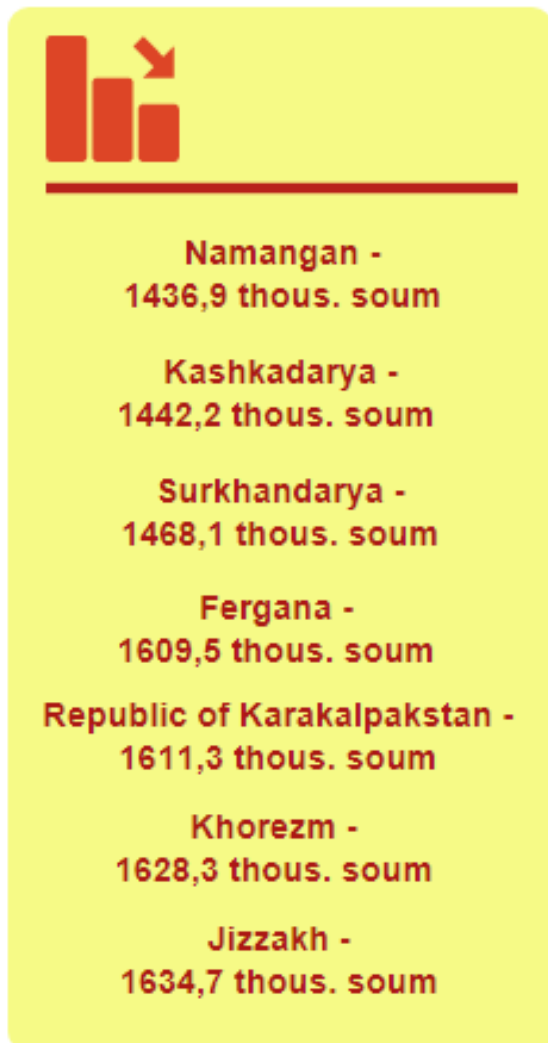 Namangan -
1436,9 thous. soum
Kashkadarya -
1442,2 thous. soum
Surkhandarya -
1468,1 thous. soum
Fergana -
1609,5 thous. soum
Republic of Karakalpakstan -
1611,3 thous. soum
Khorezm -
1628,3 thous. soum
Jizzakh -
1634,7 thous. soum